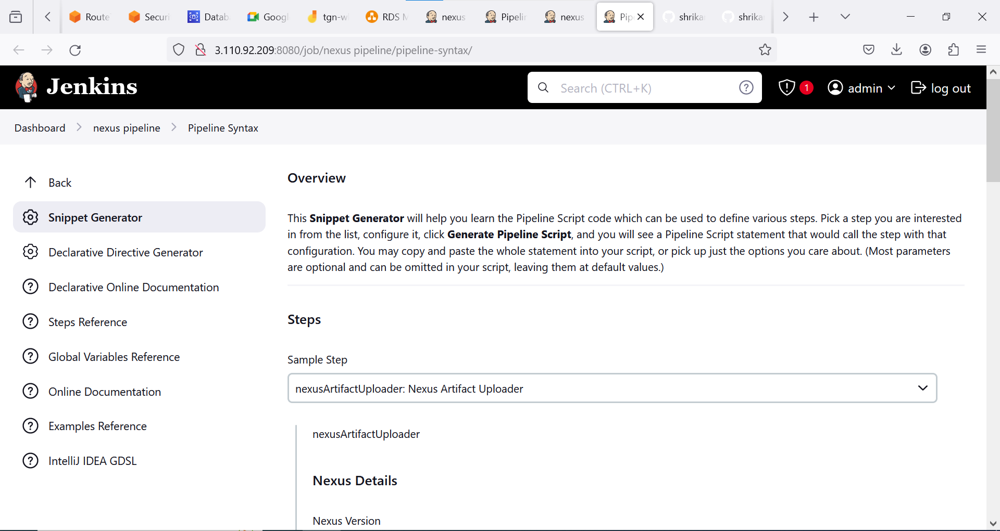 Route
Securi
Datab
Googl
tgn-w
RDS M
nexus
Pipelin
nexus
Pip
shrika
shrika
3.110.92.209:8080/job/nexus pipeline/pipeline-syntax/
Jenkins
Search (CTRL+K)
1
admin
log out
Dashboard
nexus pipeline
Pipeline Syntax
Back
Snippet Generator
Declarative Directive Generator
Declarative Online Documentation
Steps Reference
Global Variables Reference
Online Documentation
Examples Reference
IntelliJ IDEA GDSL
Overview
This Snippet Generator will help you learn the Pipeline Script code which can be used to define various steps. Pick a step you are interested
in from the list, configure it, click Generate Pipeline Script, and you will see a Pipeline Script statement that would call the step with that
configuration. You may copy and paste the whole statement into your script, or pick up just the options you care about. (Most parameters
are optional and can be omitted in your script, leaving them at default values.)
Steps
Sample Step
nexusArtifactUploader: Nexus Artifact Uploader
nexusArtifactUploader
Nexus Details
Nexus Version